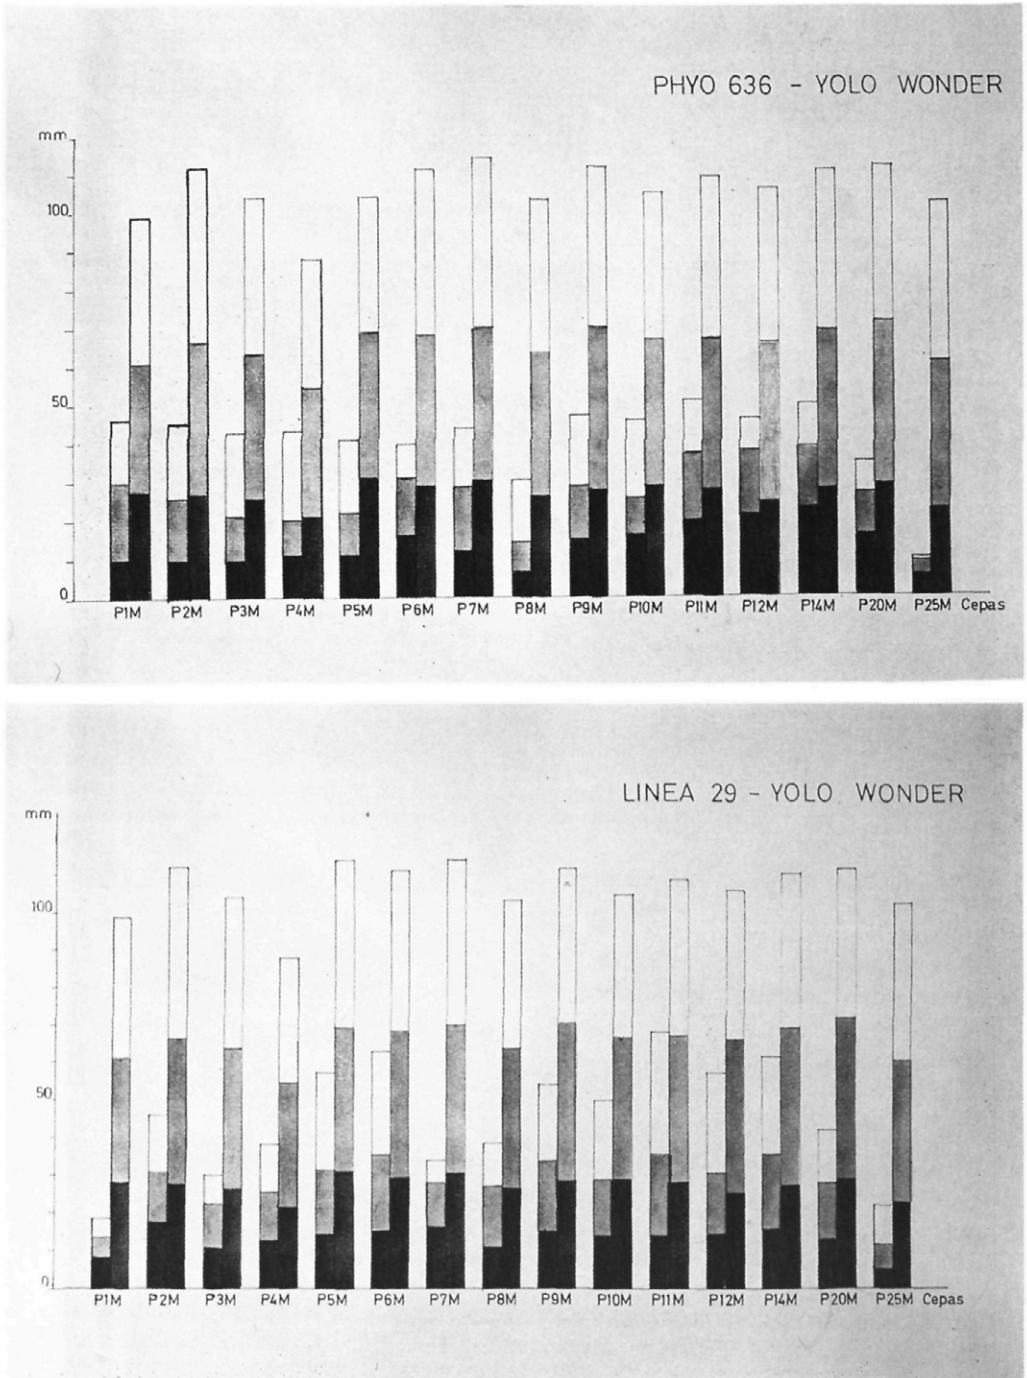 PHYO 636 - YOLO WONDER
mm
100
50
0
P1M P2M P3M P4M P5M P6M P7M P8M P9M P10M P11M P12M P14M P20M P25M Cepas
LINEA 29 - YOLO WONDER
mm
100
50
0
P1M P2M P3M P4M P5M P6M P7M P8M P9M P10M P11M P12M P14M P20M P25M Cepas